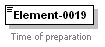 Element-0019
Time of preparation